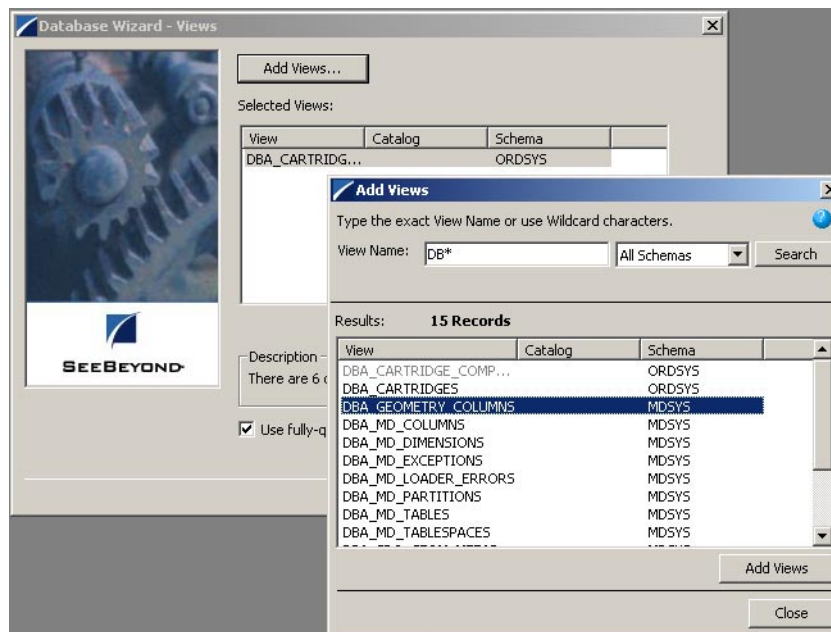 Database Wizard - Views
Add Views...
Selected Views:
View Catalog Schema
DBA_CARTRIDG... ORDSYS
SEEBEYOND
Description
There are 6
Use fully-q
Add Views
Type the exact View Name or use Wildcard characters.
View Name: DB* All Schemas Search
Results: 15 Records
View Catalog Schema
DBA_CARTRIDGE_COMP... ORDSYS
DBA_CARTRIDGES ORDSYS
DBA_GEOMETRY_COLUMNS MDSYS
DBA_MD_COLUMNS MDSYS
DBA_MD_DIMENSIONS MDSYS
DBA_MD_EXCEPTIONS MDSYS
DBA_MD_LOADER_ERRORS MDSYS
DBA_MD_PARTITIONS MDSYS
DBA_MD_TABLES MDSYS
DBA_MD_TABLESPACES MDSYS
Add Views
Close